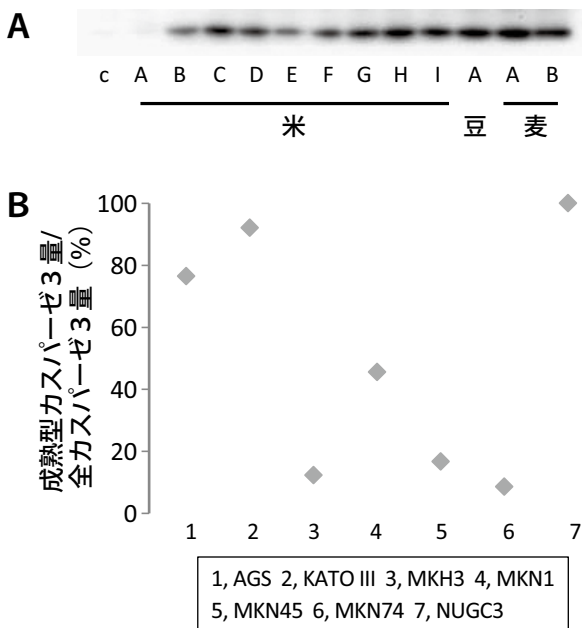 A
c A B C D E F G H I A A B
米 豆 麦
B
成熟型カスパーゼ３量/
全カスパーゼ３量（%）
100
80
60
40
20
0
1 2 3 4 5 6 7
1, AGS 2, KATO III 3, MKH3 4, MKN1
5, MKN45 6, MKN74 7, NUGC3